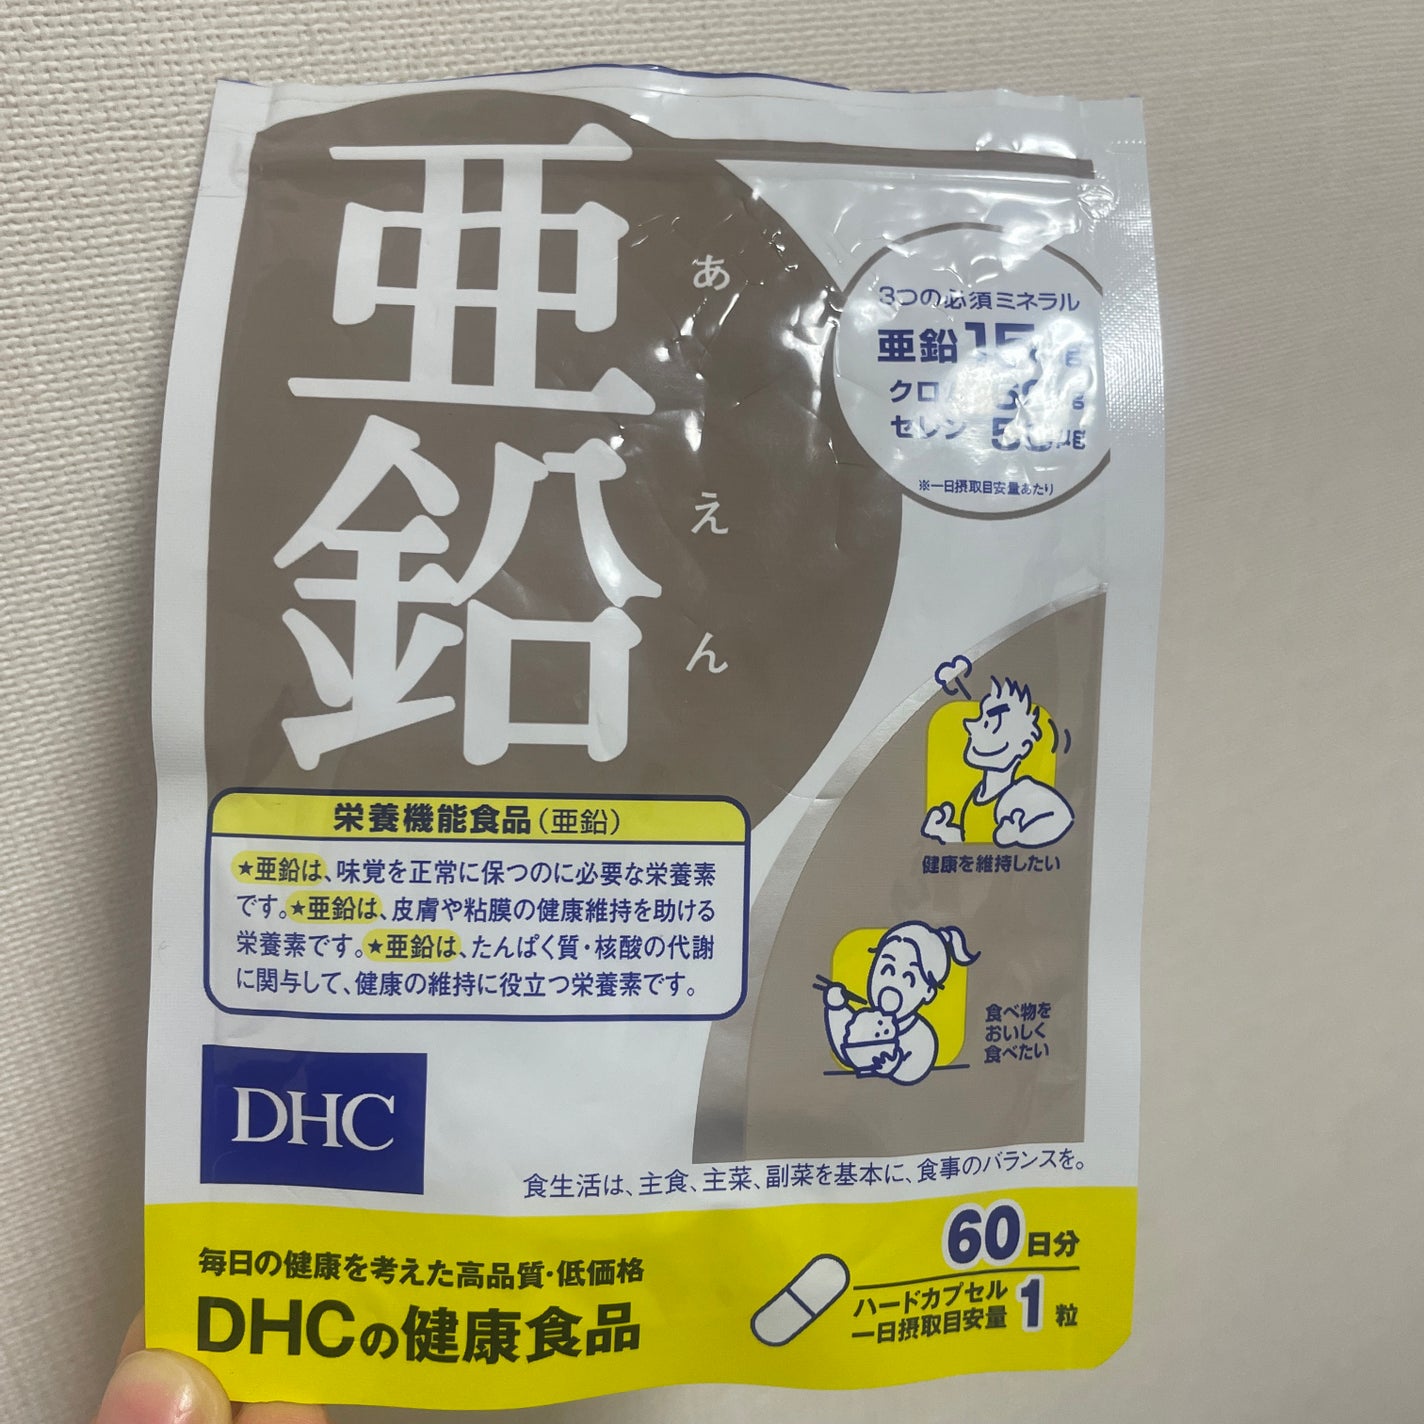 亜鉛
あえん
3つの必須ミネラル
亜鉛
クロム
セレン 50μg
※一日摂取目安量あたり
健康を維持したい
栄養機能食品(亜鉛)
★亜鉛は、味覚を正常に保つのに必要な栄養素
です。★亜鉛は、皮膚や粘膜の健康維持を助ける
栄養素です。★亜鉛は、たんぱく質・核酸の代謝
に関与して、健康の維持に役立つ栄養素です。
食べ物を
おいしく
食べたい
DHC
食生活は、主食、主菜、副菜を基本に、食事のバランスを。
毎日の健康を考えた高品質・低価格
DHCの健康食品
60日分
ハードカプセル
一日摂取目安量 1粒